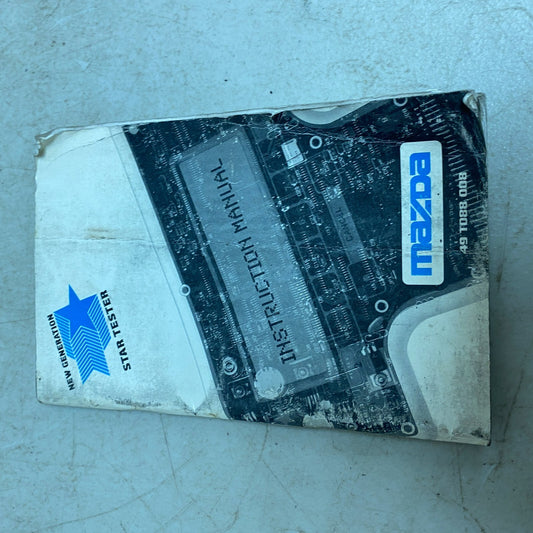 NEW GENERATION
STAR TESTER
INSTRUCTION MANUAL
mazda
49 T088 008